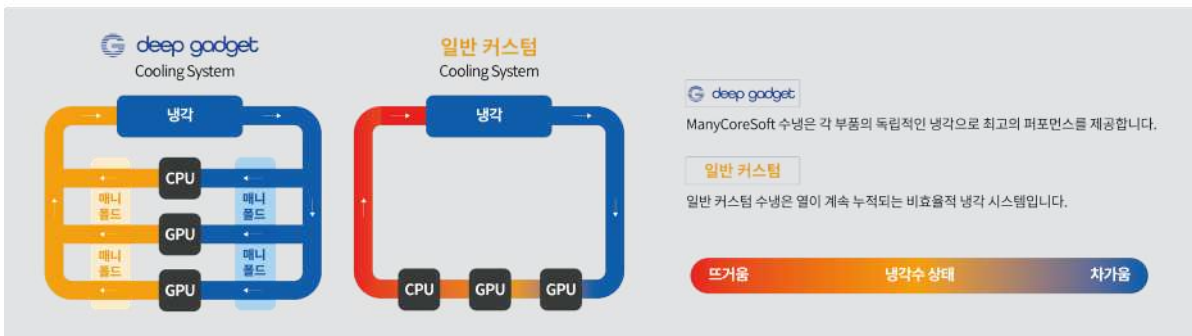 deep gadget
Cooling System
냉각
CPU
매니
폴드
매니
폴드
GPU
매니
폴드
매니
폴드
GPU
일반 커스텀
Cooling System
냉각
CPU
GPU
GPU
deep gadget
ManyCoreSoft 수냉은 각 부품의 독립적인 냉각으로 최고의 퍼포먼스를 제공합니다.
일반 커스텀
일반 커스텀 수냉은 열이 계속 누적되는 비효율적 냉각 시스템입니다.
뜨거움 냉각수 상태 차가움